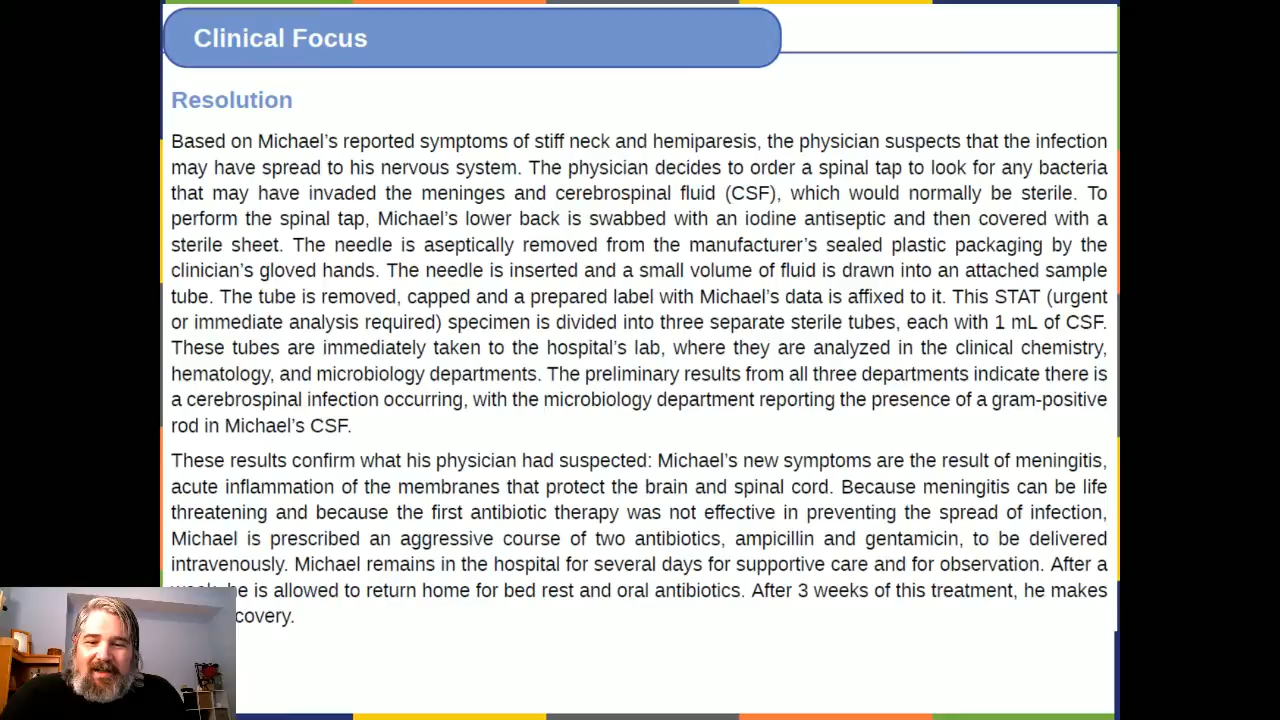 Clinical Focus
Resolution
Based on Michael’s reported symptoms of stiff neck and hemiparesis, the physician suspects that the infection
may have spread to his nervous system. The physician decides to order a spinal tap to look for any bacteria
that may have invaded the meninges and cerebrospinal fluid (CSF), which would normally be sterile. To
perform the spinal tap, Michael’s lower back is swabbed with an iodine antiseptic and then covered with a
sterile sheet. The needle is aseptically removed from the manufacturer’s sealed plastic packaging by the
clinician’s gloved hands. The needle is inserted and a small volume of fluid is drawn into an attached sample
tube. The tube is removed, capped and a prepared label with Michael’s data is affixed to it. This STAT (urgent
or immediate analysis required) specimen is divided into three separate sterile tubes, each with 1 mL of CSF.
These tubes are immediately taken to the hospital’s lab, where they are analyzed in the clinical chemistry,
hematology, and microbiology departments. The preliminary results from all three departments indicate there is
a cerebrospinal infection occurring, with the microbiology department reporting the presence of a gram-positive
rod in Michael’s CSF.
These results confirm what his physician had suspected: Michael’s new symptoms are the result of meningitis,
acute inflammation of the membranes that protect the brain and spinal cord. Because meningitis can be life
threatening and because the first antibiotic therapy was not effective in preventing the spread of infection,
Michael is prescribed an aggressive course of two antibiotics, ampicillin and gentamicin, to be delivered
intravenously. Michael remains in the hospital for several days for supportive care and for observation. After a
is allowed to return home for bed rest and oral antibiotics. After 3 weeks of this treatment, he makes
covery.